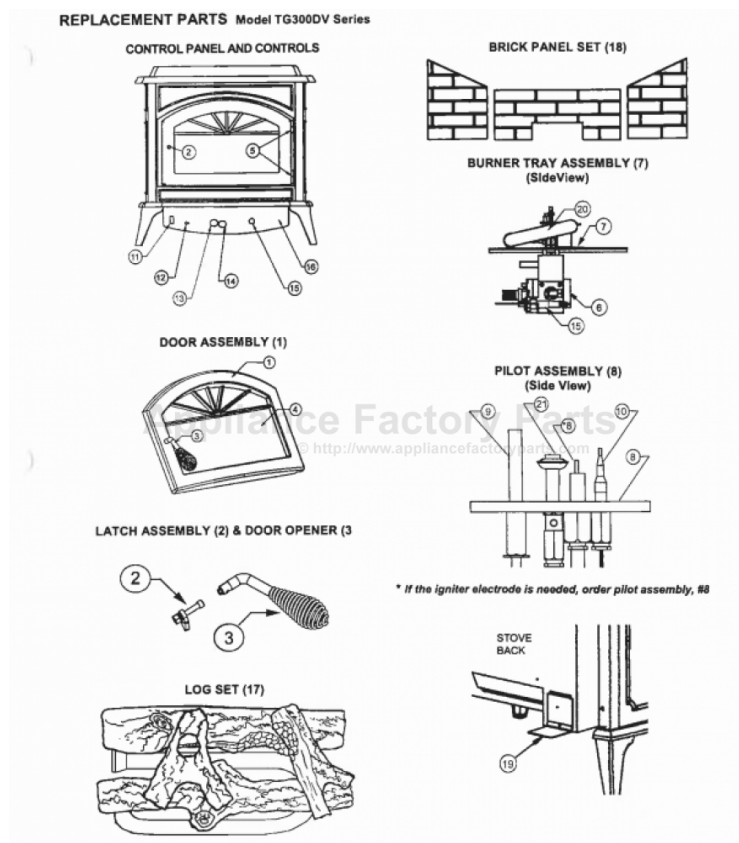 REPLACEMENT PARTS Model TG300DV Series
CONTROL PANEL AND CONTROLS
2
5
11
12
13
14
15
16
DOOR ASSEMBLY (1)
1
4
3
LATCH ASSEMBLY (2) & DOOR OPENER (3
2
3
LOG SET (17)
BRICK PANEL SET (18)
BURNER TRAY ASSEMBLY (7)
(SideView)
20
7
6
15
PILOT ASSEMBLY (8)
(Side View)
9
21
*8
10
8
* If the igniter electrode is needed, order pilot assembly, #8
STOVE
BACK
19
Appliance Factory Parts
© http://www.appliancefactoryparts.com